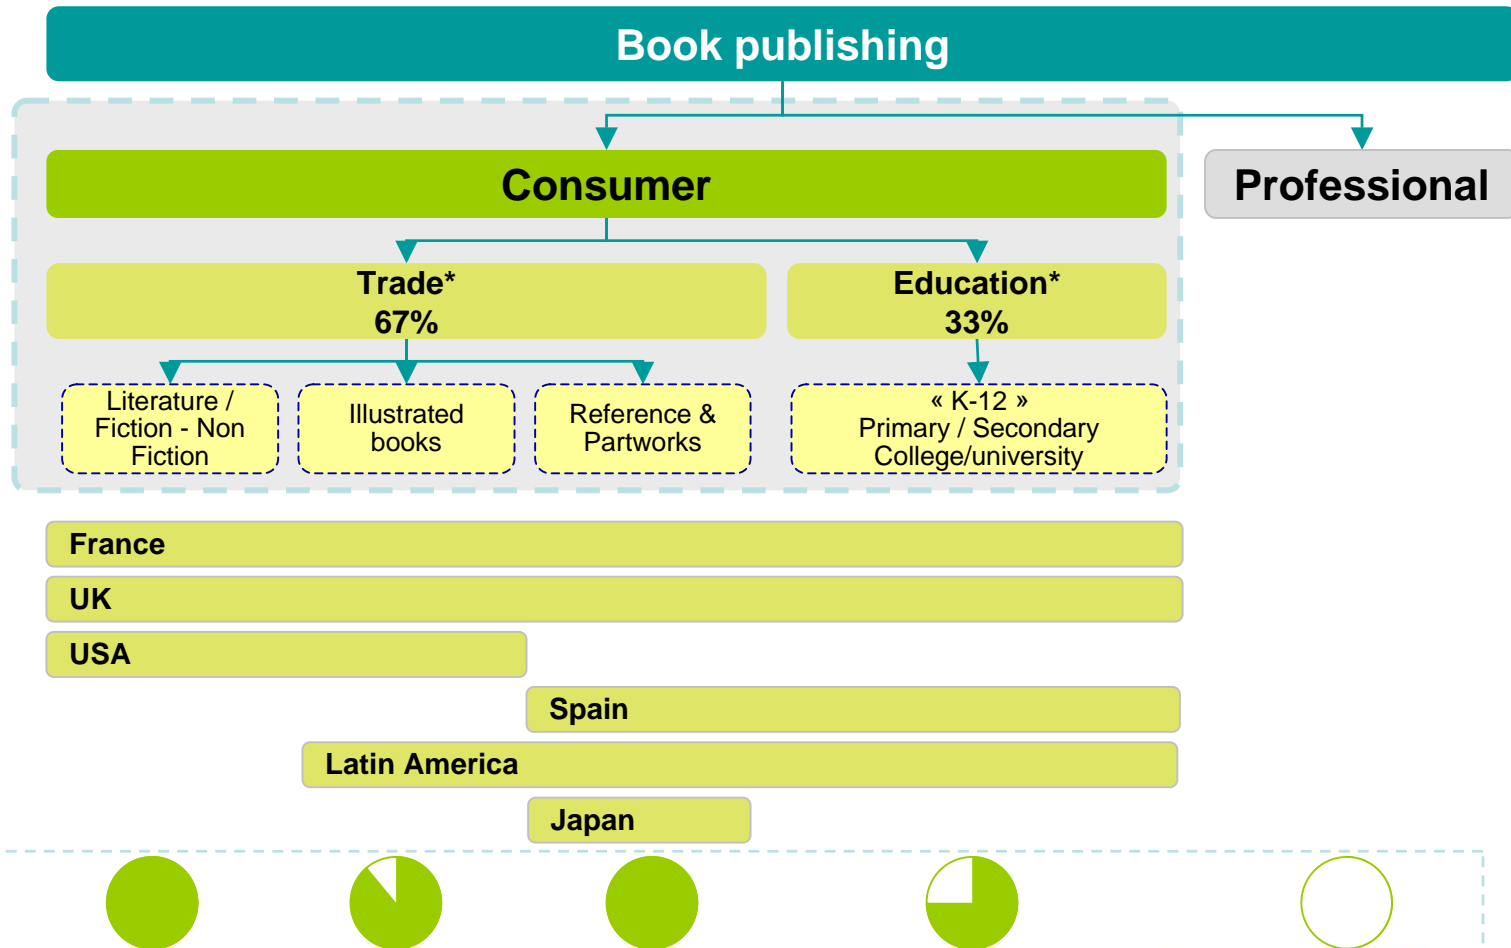 Book publishing
Consumer
Professional
Trade*
67%
Education*
33%
Literature /
Fiction - Non
Fiction
Illustrated
books
Reference &
Partworks
« K-12 »
Primary / Secondary
College/university
France
UK
USA
Spain
Latin America
Japan